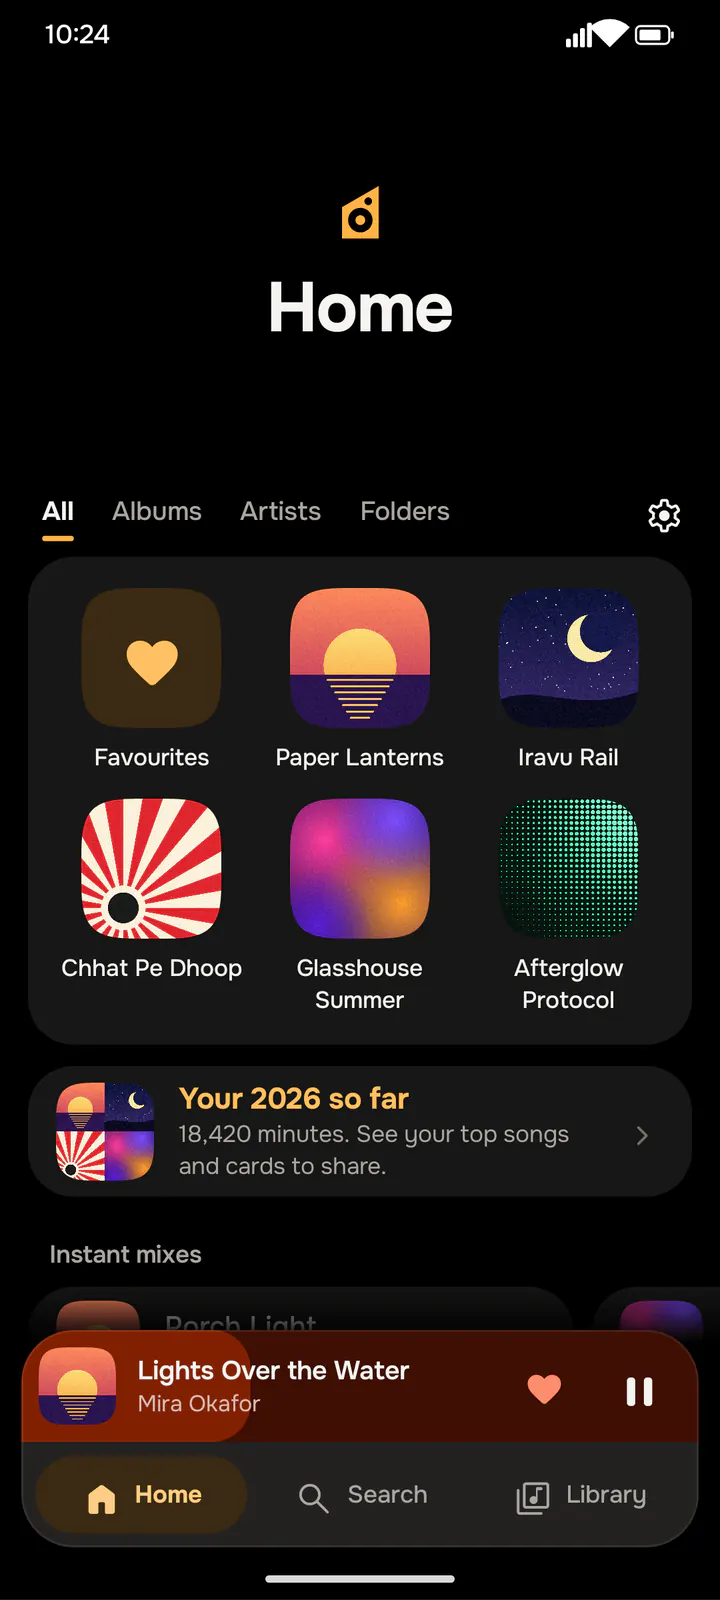 10:24
Home
All Albums Artists Folders
Favourites Paper Lanterns Iravu Rail
Chhat Pe Dhoop Glasshouse Summer Afterglow Protocol
Your 2026 so far
18,420 minutes. See your top songs
and cards to share.
Instant mixes
Porch Light
Lights Over the Water
Mira Okafor
Home Search Library